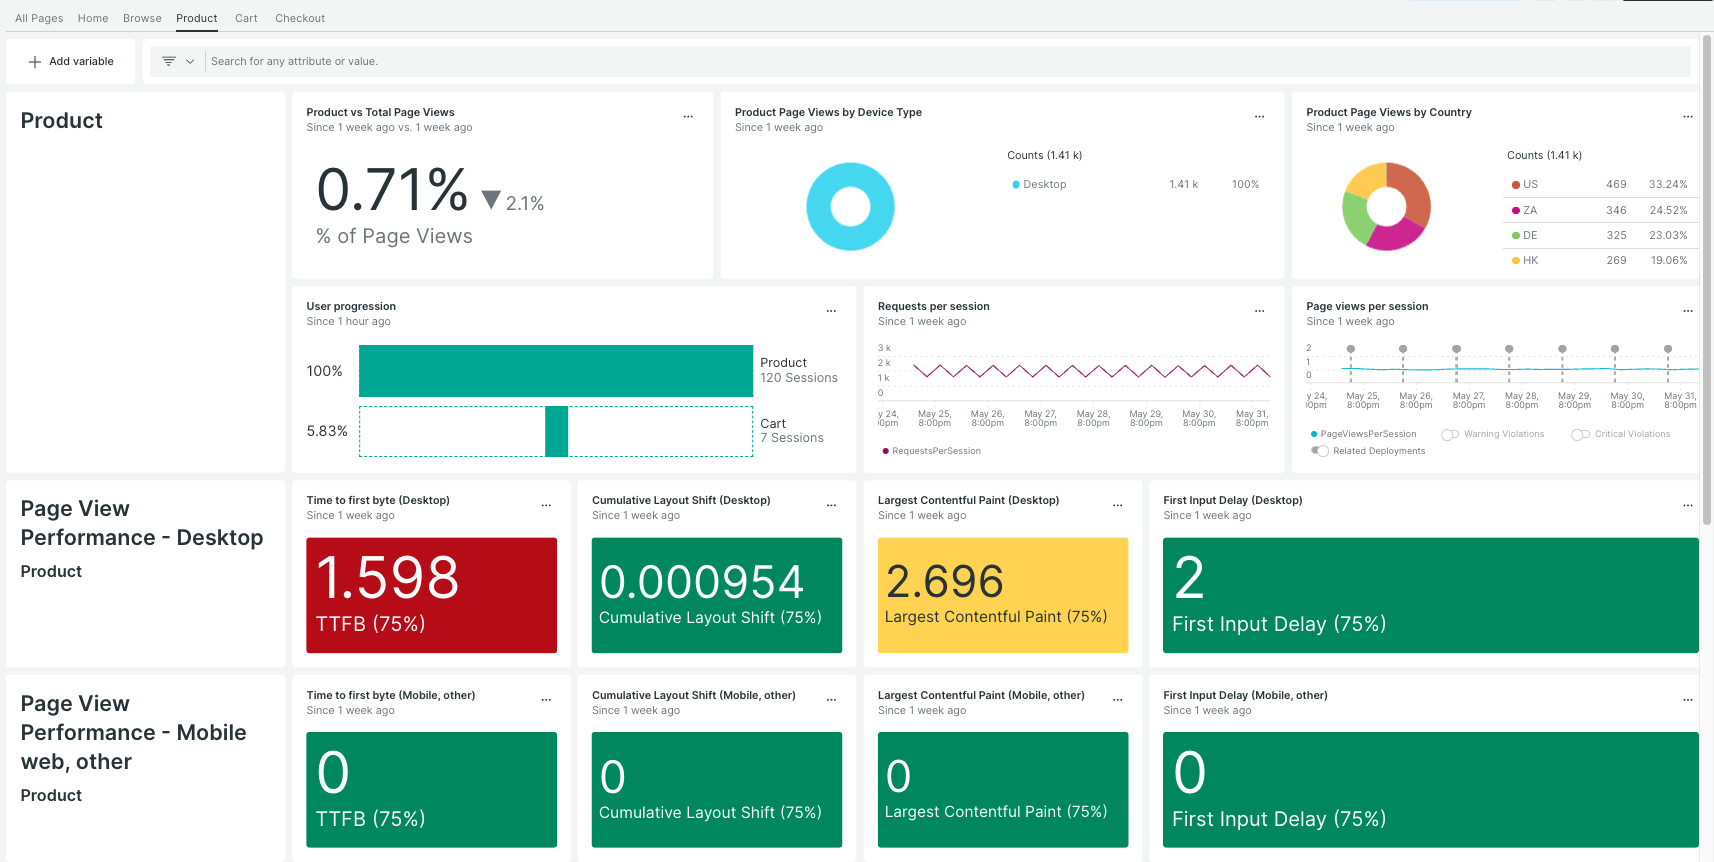 All Pages Home Browse Product Cart Checkout
Add variable
Search for any attribute or value.
Product
Product vs Total Page Views
Since 1 week ago vs. 1 week ago
0.71% 2.1%
% of Page Views
Product Page Views by Device Type
Since 1 week ago
Counts (1.41 k)
Desktop 1.41 k 100%
Product Page Views by Country
Since 1 week ago
Counts (1.41 k)
US 469 33.24%
ZA 346 24.52%
DE 325 23.03%
HK 269 19.06%
User progression
Since 1 hour ago
100%
Product
120 Sessions
5.83%
Cart
7 Sessions
Requests per session
Since 1 week ago
3 k
2 k
1 k
0
y 24, May 25, May 26, May 27, May 28, May 29, May 30, May 31,
:00pm 8:00pm 8:00pm 8:00pm 8:00pm 8:00pm 8:00pm 8:00pm
RequestsPerSession
Page views per session
Since 1 week ago
2
1
0
y 24, May 25, May 26, May 27, May 28, May 29, May 30, May 31,
:00pm 8:00pm 8:00pm 8:00pm 8:00pm 8:00pm 8:00pm 8:00pm
PageViewsPerSession Warning Violations Critical Violations
Related Deployments
Page View
Performance - Desktop
Product
Time to first byte (Desktop)
Since 1 week ago
1.598
TTFB (75%)
Cumulative Layout Shift (Desktop)
Since 1 week ago
0.000954
Cumulative Layout Shift (75%)
Largest Contentful Paint (Desktop)
Since 1 week ago
2.696
Largest Contentful Paint (75%)
First Input Delay (Desktop)
Since 1 week ago
2
First Input Delay (75%)
Page View
Performance - Mobile
web, other
Product
Time to first byte (Mobile, other)
Since 1 week ago
0
TTFB (75%)
Cumulative Layout Shift (Mobile, other)
Since 1 week ago
0
Cumulative Layout Shift (75%)
Largest Contentful Paint (Mobile, other)
Since 1 week ago
0
Largest Contentful Paint (75%)
First Input Delay (Mobile, other)
Since 1 week ago
0
First Input Delay (75%)